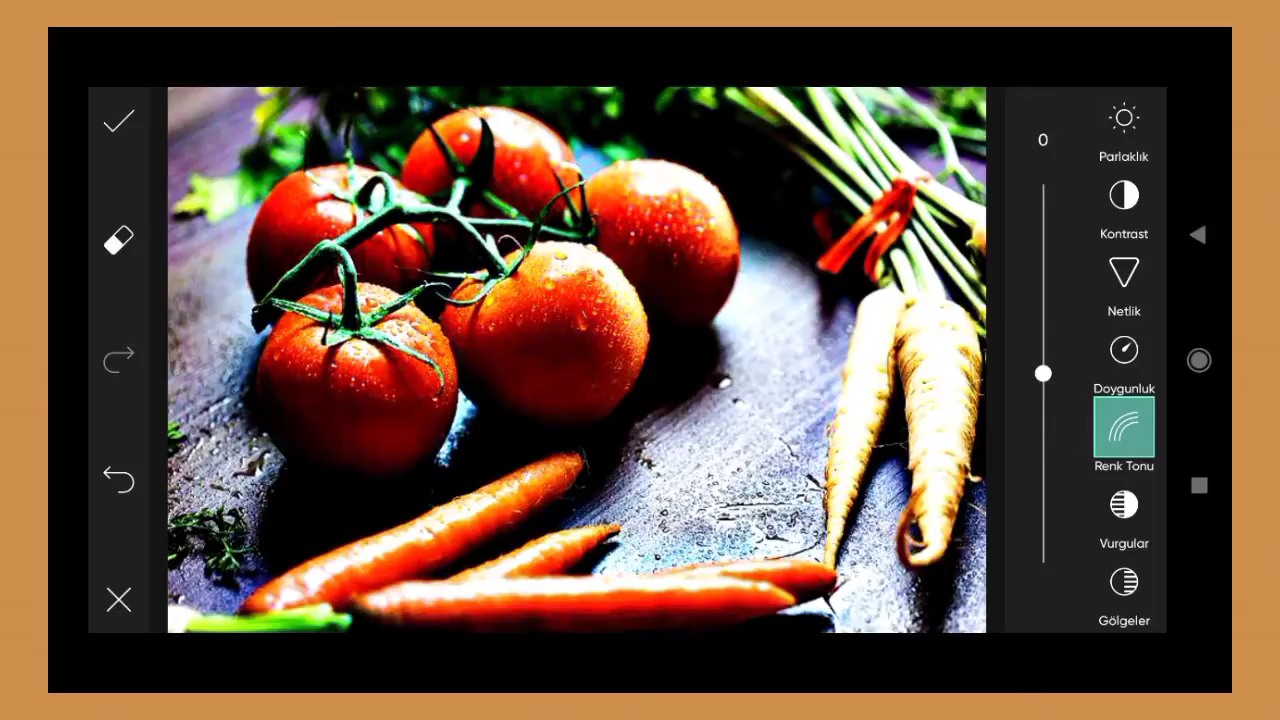 0
Parlaklık
Kontrast
Netlik
Doygunluk
Renk Tonu
Vurgular
Gölgeler